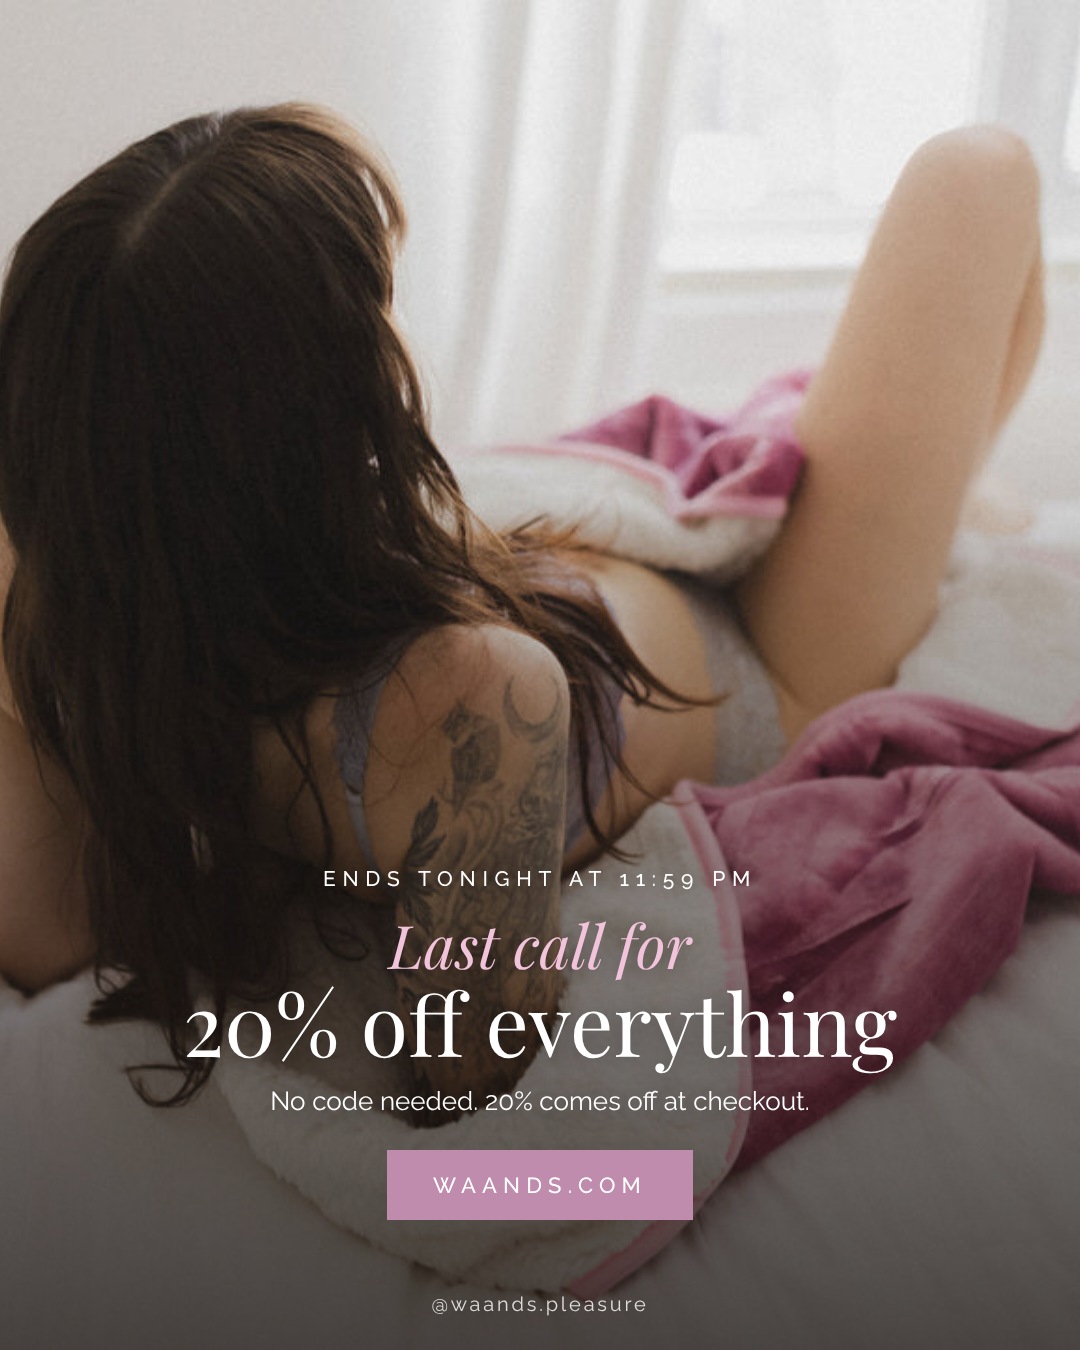 ENDS TONIGHT AT 11:59 PM
Last call for
20% off everything
No code needed. 20% comes off at checkout.
WAANDS.COM
@waands.pleasure